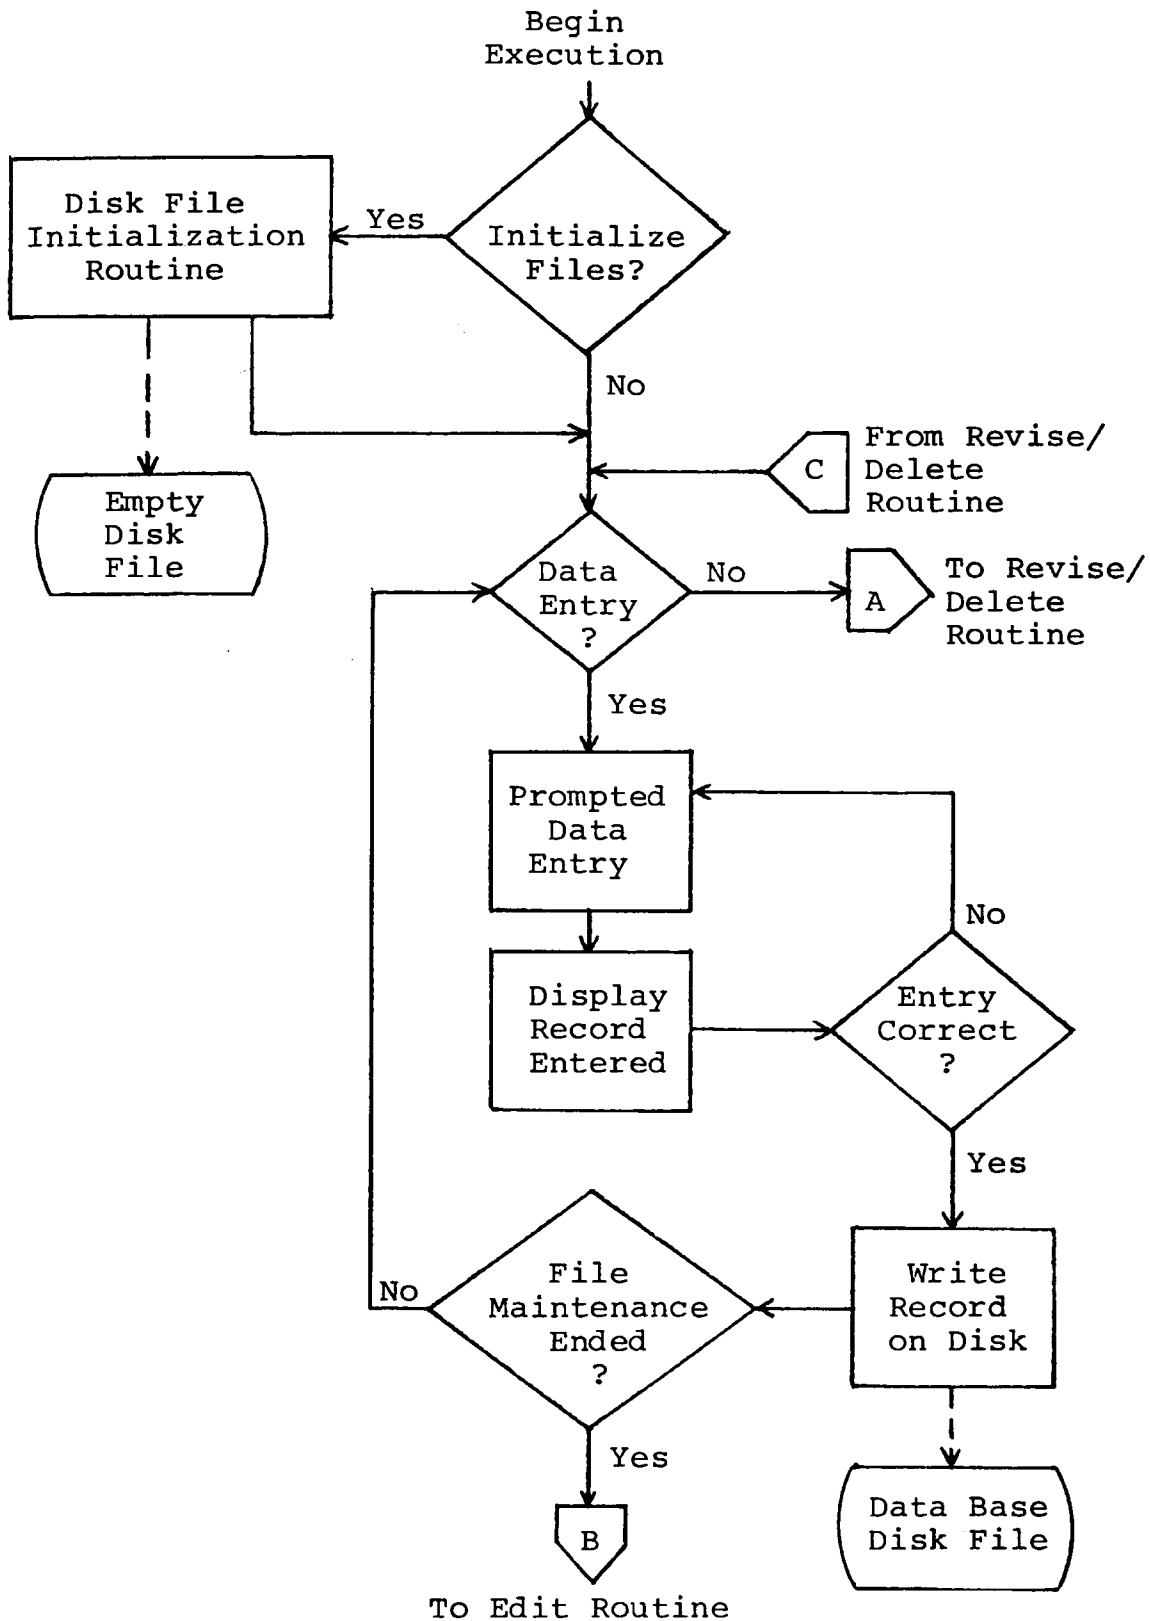 Begin
Execution
Disk File
Initialization
Routine
Yes
Initialize
Files?
No
Empty
Disk
File
C
From Revise/
Delete
Routine
Data
Entry
?
No
A
To Revise/
Delete
Routine
Yes
Prompted
Data
Entry
No
Display
Record
Entered
Entry
Correct
?
Yes
File
Maintenance
Ended
?
No
Write
Record
on Disk
Yes
B
Data Base
Disk File
To Edit Routine